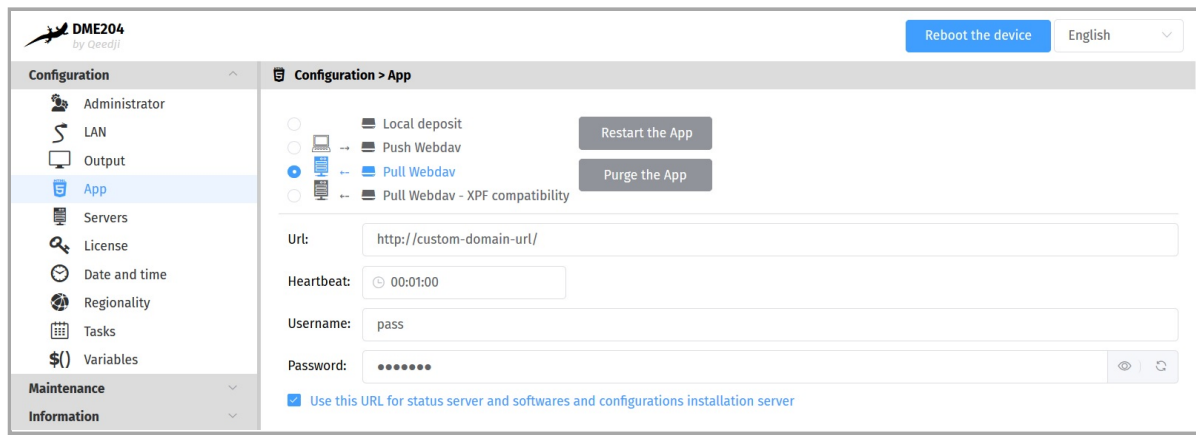 DME204
by Qeedji
Reboot the device
English
Configuration
Administrator
LAN
Output
App
Servers
License
Date and time
Regionality
Tasks
$() Variables
Maintenance
Information
Configuration > App
Local deposit
Push Webdav
Pull Webdav
Pull Webdav - XPF compatibility
Restart the App
Purge the App
Url: http://custom-domain-url/
Heartbeat: 00:01:00
Username: pass
Password: •••••••
Use this URL for status server and softwares and configurations installation server